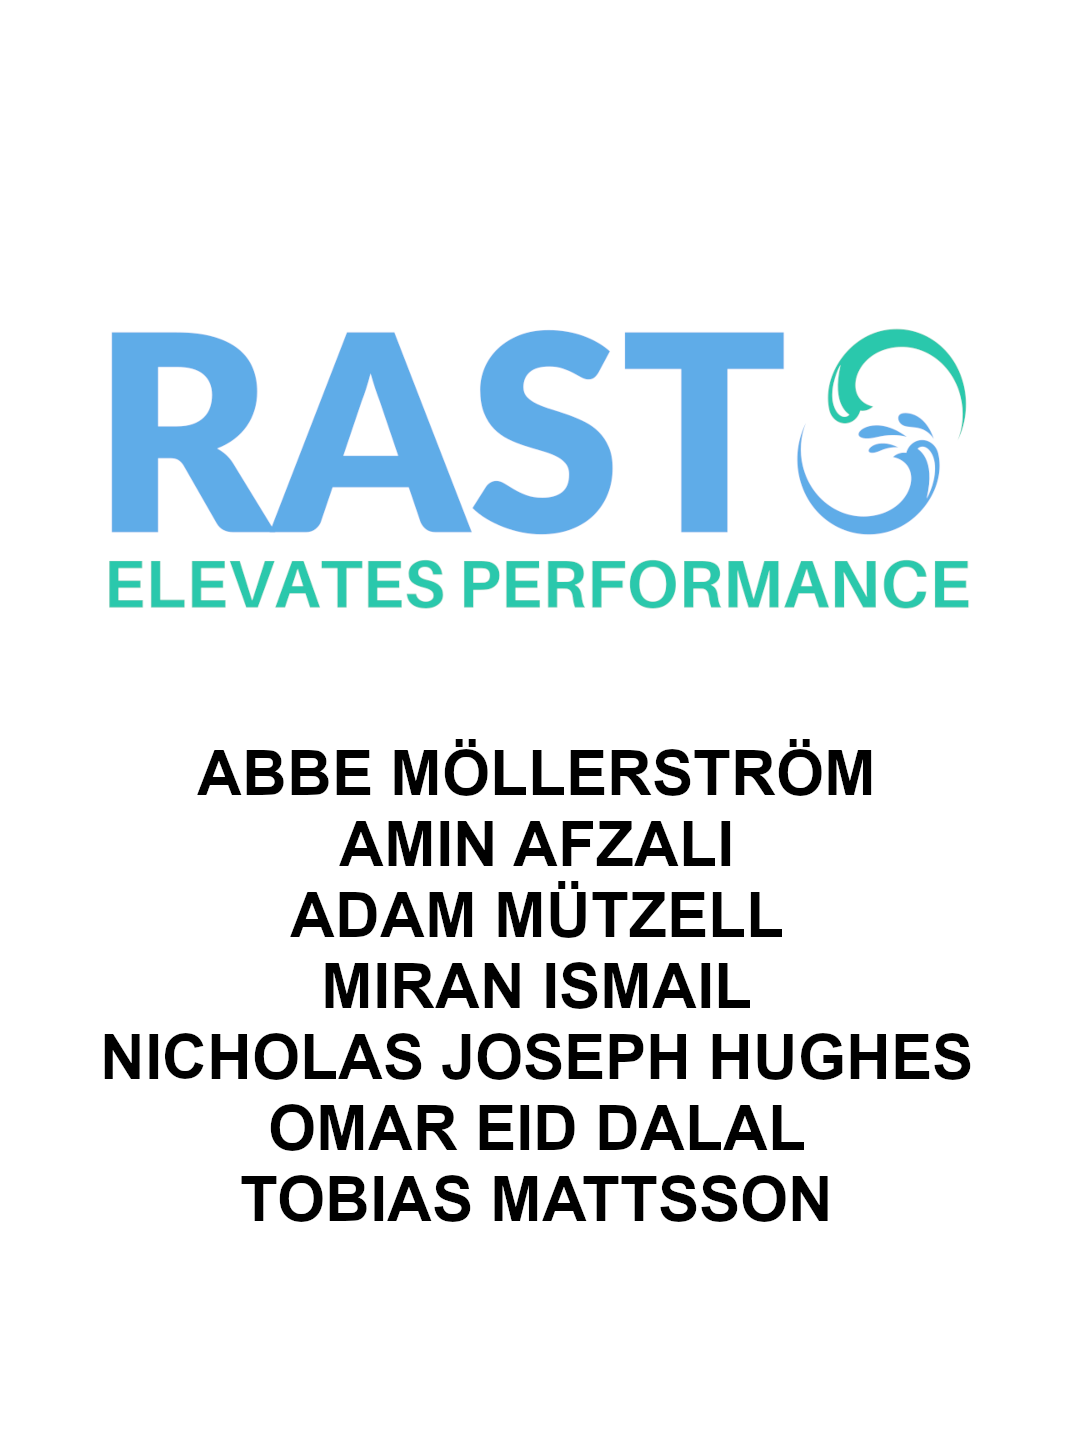 RAST
ELEVATES PERFORMANCE
ABBE MÖLLERSTRÖM
AMIN AFZALI
ADAM MÜTZELL
MIRAN ISMAIL
NICHOLAS JOSEPH HUGHES
OMAR EID DALAL
TOBIAS MATTSSON